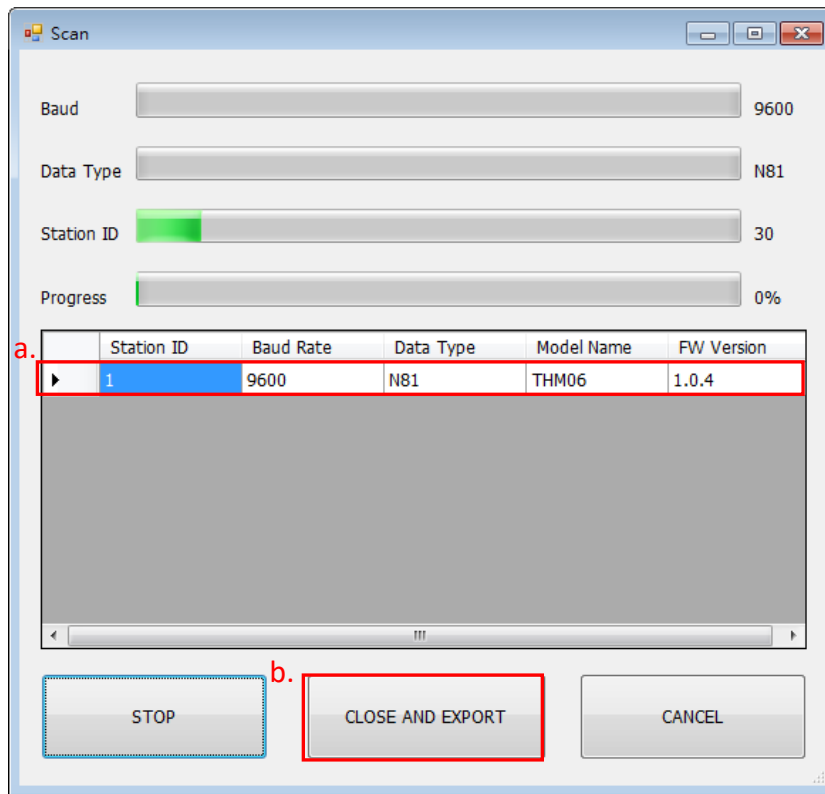 Scan
Baud 9600
Data Type N81
Station ID 30
Progress 0%
a.
Station ID Baud Rate Data Type Model Name FW Version
1 9600 N81 THM06 1.0.4
b.
STOP CLOSE AND EXPORT CANCEL